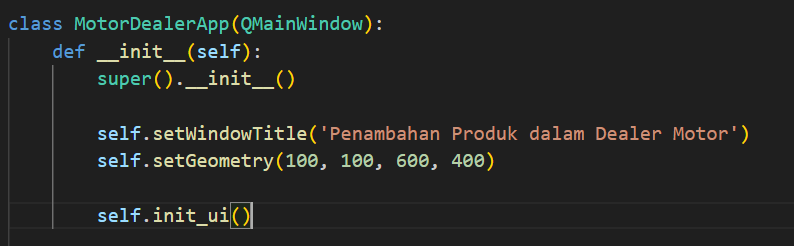 class MotorDealerApp(QMainWindow):
def __init__(self):
super().__init__()
self.setWindowTitle('Penambahan Produk dalam Dealer Motor')
self.setGeometry(100, 100, 600, 400)
self.init_ui()